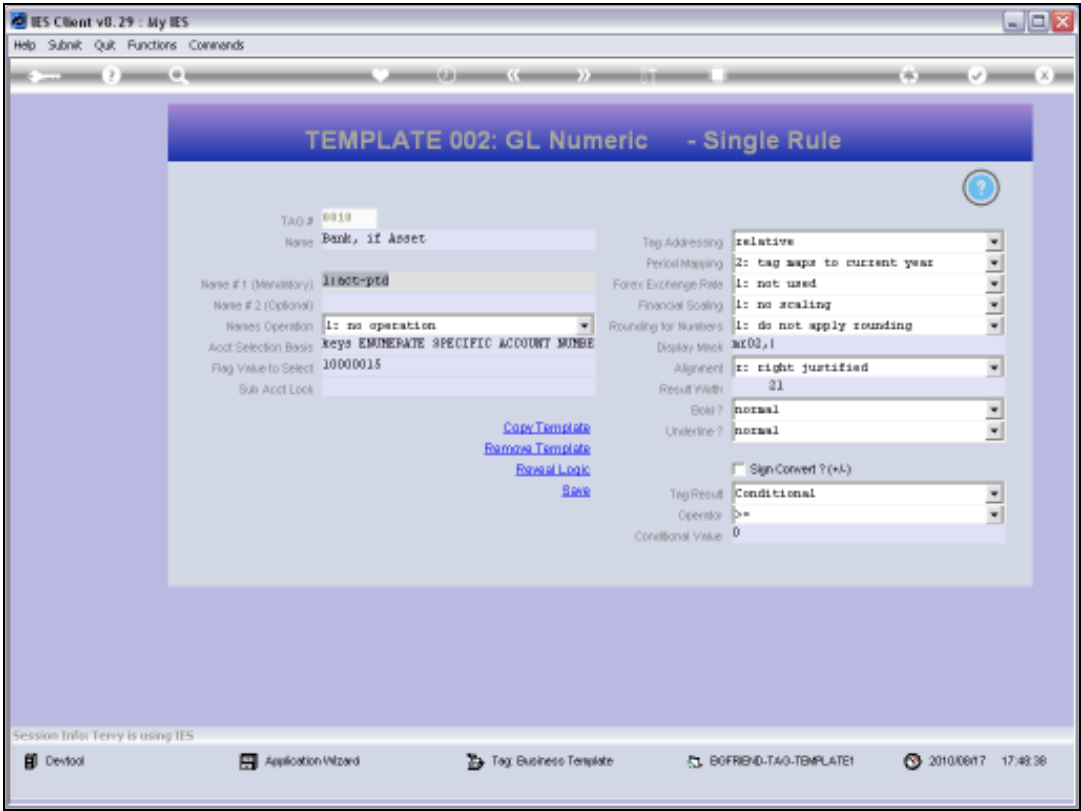 IES Client v8.29 : My IES
Help Submit Quit Functions Commands
TEMPLATE 002: GL Numeric - Single Rule
TAG # 0010
Name Bank, if Asset
Name # 1 (Mandatory) 1:act-ptd
Name # 2 (Optional)
Names Operation 1: no operation
Acct Selection Basis keys ENUMERATE SPECIFIC ACCOUNT NUMBE
Flag Value to Select 10000015
Sub Acct Lock
Copy Template
Remove Template
Reveal Logic
Save
Tag Addressing relative
Period Mapping 2: tag maps to current year
Forex Exchange Rate 1: not used
Financial Scaling 1: no scaling
Rounding for Numbers 1: do not apply rounding
Display Mask mr02,|
Alignment r: right justified
Result Width 21
Bold ? normal
Underline ? normal
Sign Convert ? (+/-)
Tag Result Conditional
Operator >=
Conditional Value 0
Session Info: Terry is using IES
Devtool Application Wizard Tag: Business Template BGFRIEND-TAG-TEMPLATE1 2010/08/17 17:48:38